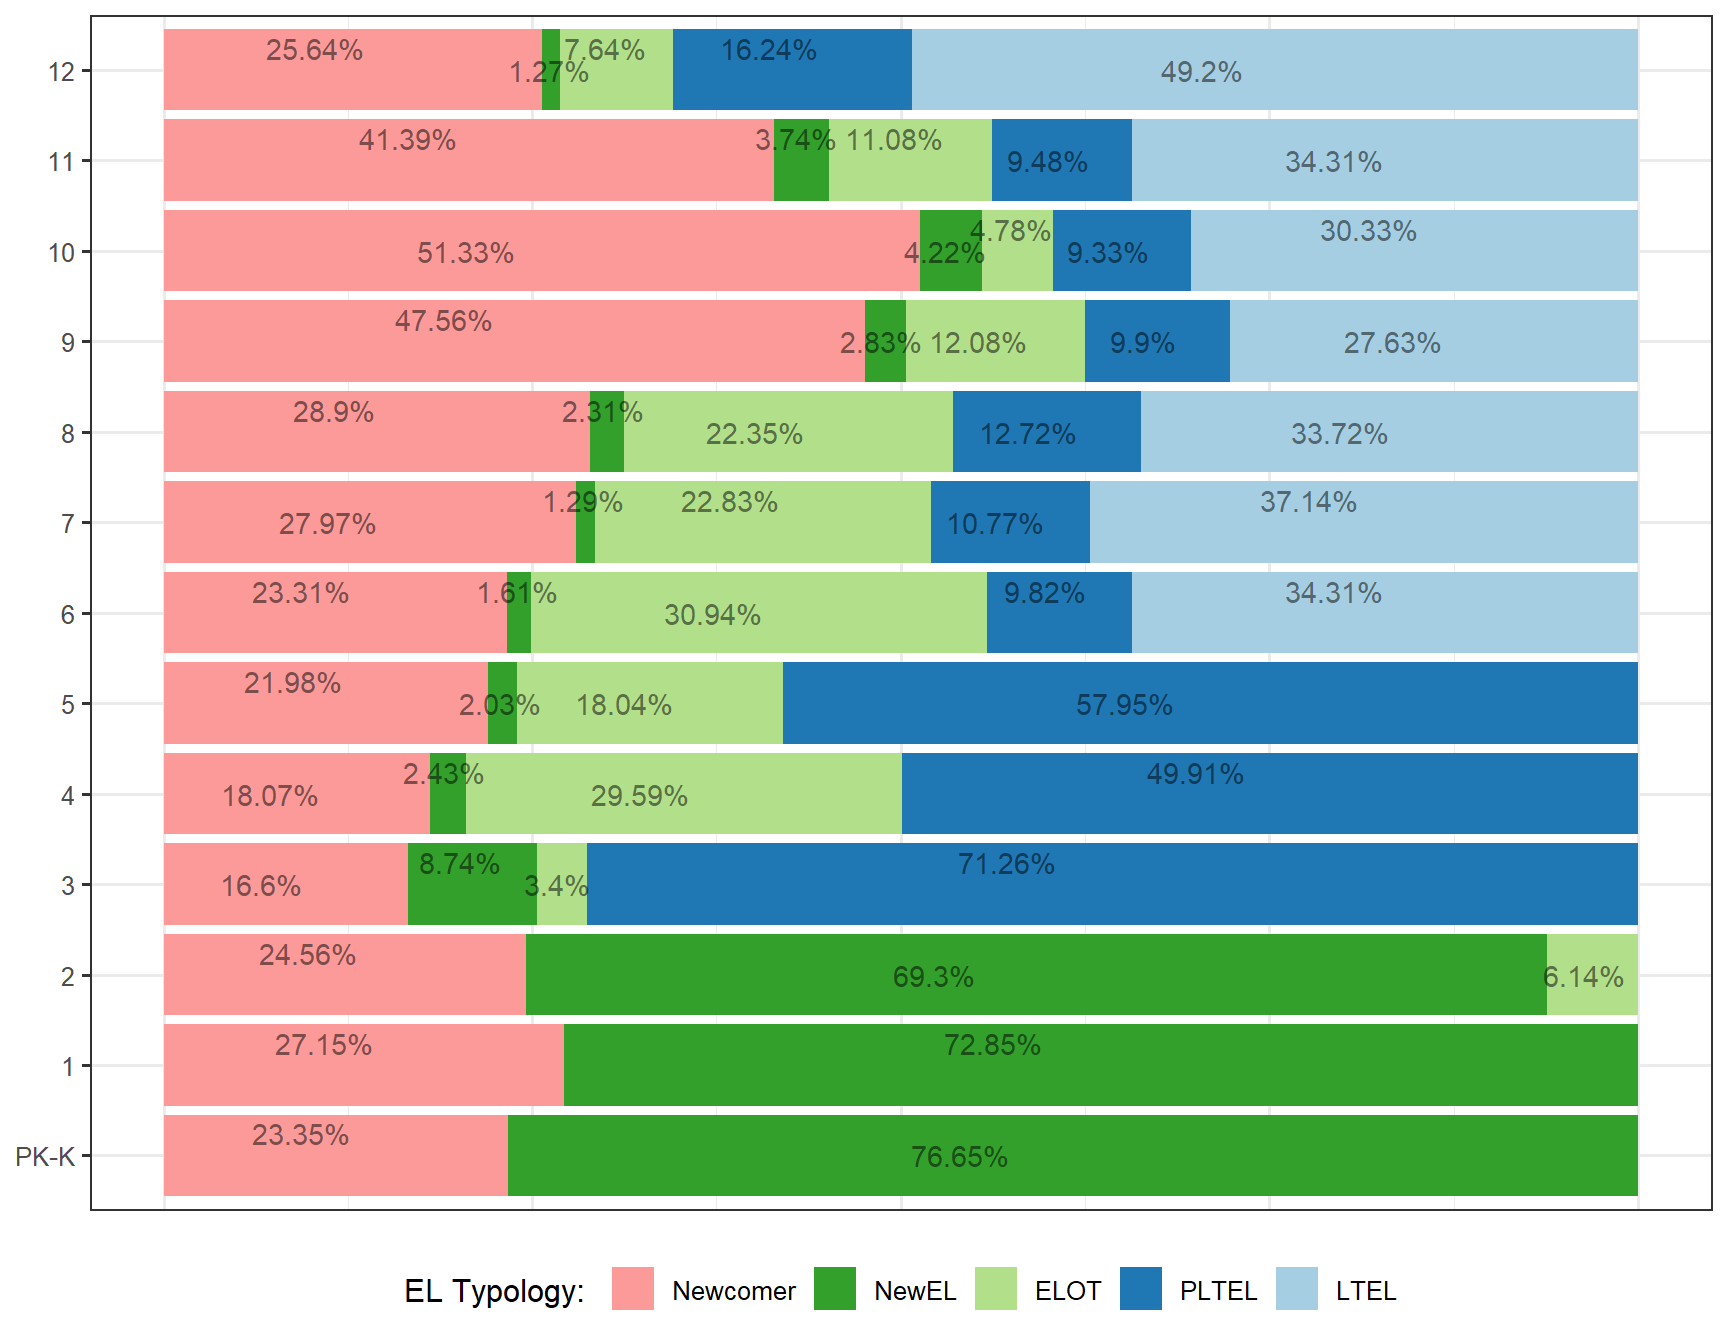 12 25.64% 1.27% 7.64% 16.24% 49.2%
11 41.39% 3.74% 11.08% 9.48% 34.31%
10 51.33% 4.22% 4.78% 9.33% 30.33%
9 47.56% 2.83% 12.08% 9.9% 27.63%
8 28.9% 2.31% 22.35% 12.72% 33.72%
7 27.97% 1.29% 22.83% 10.77% 37.14%
6 23.31% 1.61% 30.94% 9.82% 34.31%
5 21.98% 2.03% 18.04% 57.95%
4 18.07% 2.43% 29.59% 49.91%
3 16.6% 8.74% 3.4% 71.26%
2 24.56% 69.3% 6.14%
1 27.15% 72.85%
PK-K 23.35% 76.65%
EL Typology: Newcomer NewEL ELOT PLTEL LTEL